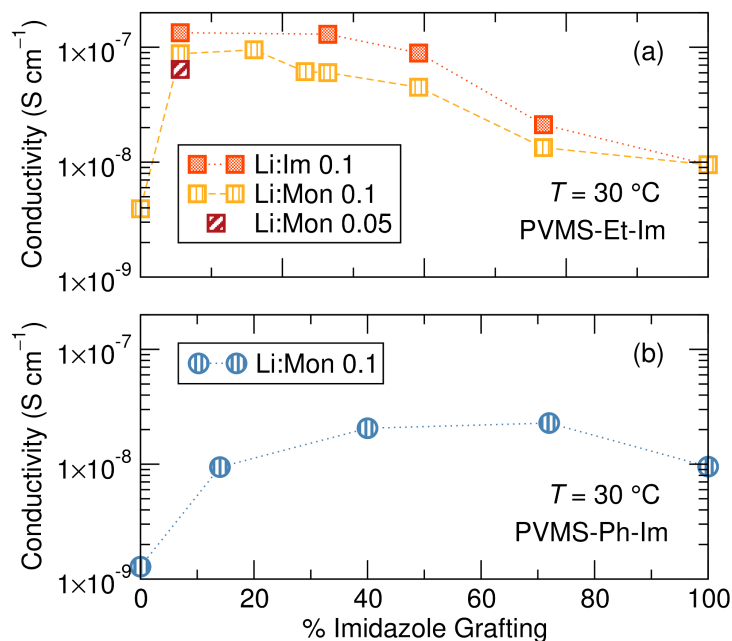 (a)
1×10⁻⁷
1×10⁻⁸
1×10⁻⁹
Conductivity (S cm⁻¹)
Li:Im 0.1
Li:Mon 0.1
Li:Mon 0.05
T = 30 °C
PVMS-Et-Im
(b)
1×10⁻⁷
1×10⁻⁸
1×10⁻⁹
Conductivity (S cm⁻¹)
Li:Mon 0.1
T = 30 °C
PVMS-Ph-Im
0 20 40 60 80 100
% Imidazole Grafting